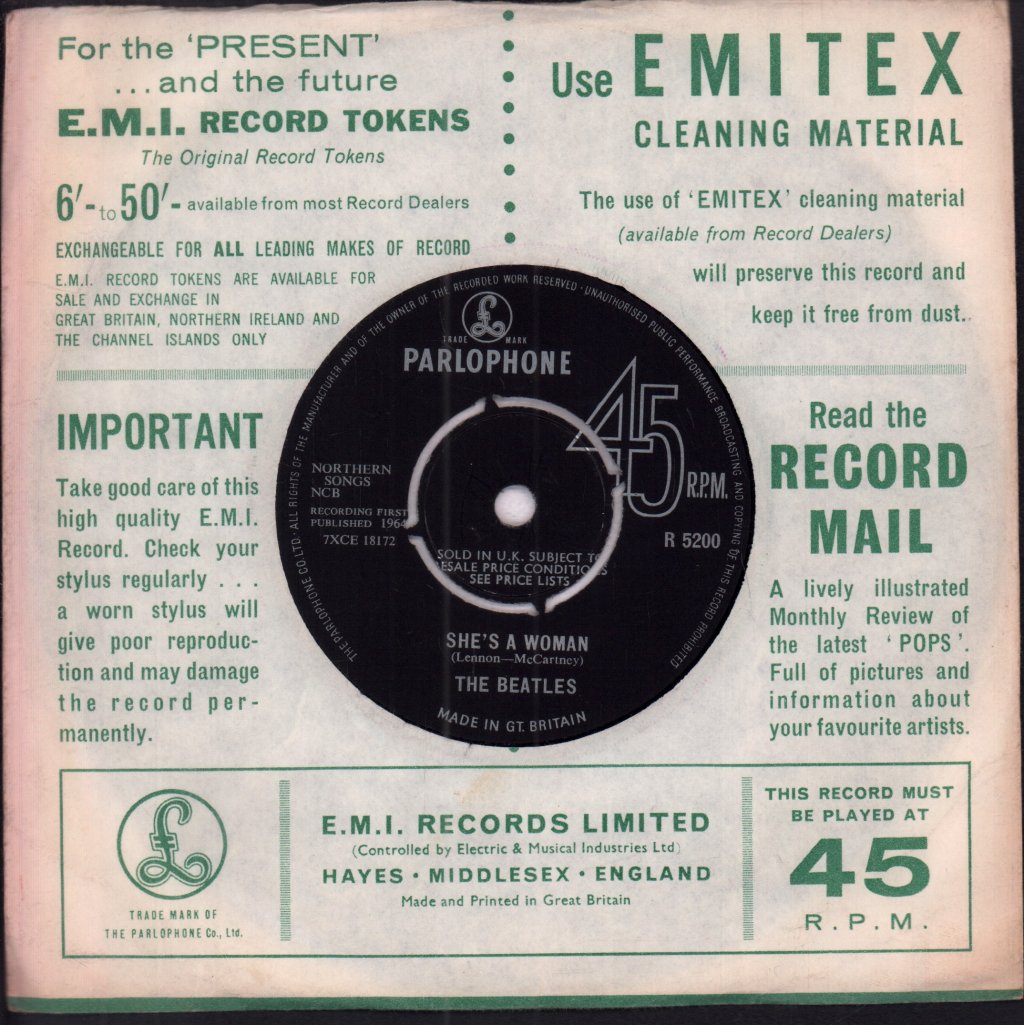 For the 'PRESENT'
...and the future
E.M.I. RECORD TOKENS
The Original Record Tokens
6'- to 50'- available from most Record Dealers
EXCHANGEABLE FOR ALL LEADING MAKES OF RECORD
E.M.I. RECORD TOKENS ARE AVAILABLE FOR
SALE AND EXCHANGE IN
GREAT BRITAIN, NORTHERN IRELAND AND
THE CHANNEL ISLANDS ONLY
Use EMITEX
CLEANING MATERIAL
The use of 'EMITEX' cleaning material
(available from Record Dealers)
will preserve this record and
keep it free from dust.
IMPORTANT
Take good care of this
high quality E.M.I.
Record. Check your
stylus regularly ...
a worn stylus will
give poor reproduc-
tion and may damage
the record per-
manently.
THE PARLOPHONE CO. LTD. · ALL RIGHTS OF THE MANUFACTURER AND OF THE OWNER OF THE RECORDED WORK RESERVED · UNAUTHORISED PUBLIC PERFORMANCE BROADCASTING AND COPYING OF THIS RECORD PROHIBITED
£
TRADE MARK
PARLOPHONE
45
R.P.M.
NORTHERN
SONGS
NCB
RECORDING FIRST
PUBLISHED 1964
7XCE 18172
R 5200
SOLD IN U.K. SUBJECT TO
RESALE PRICE CONDITIONS
SEE PRICE LISTS
SHE'S A WOMAN
(Lennon—McCartney)
THE BEATLES
MADE IN GT. BRITAIN
Read the
RECORD
MAIL
A lively illustrated
Monthly Review of
the latest 'POPS'.
Full of pictures and
information about
your favourite artists.
£
TRADE MARK OF
THE PARLOPHONE Co., Ltd.
E.M.I. RECORDS LIMITED
(Controlled by Electric & Musical Industries Ltd)
HAYES · MIDDLESEX · ENGLAND
Made and Printed in Great Britain
THIS RECORD MUST
BE PLAYED AT
45
R.P.M.